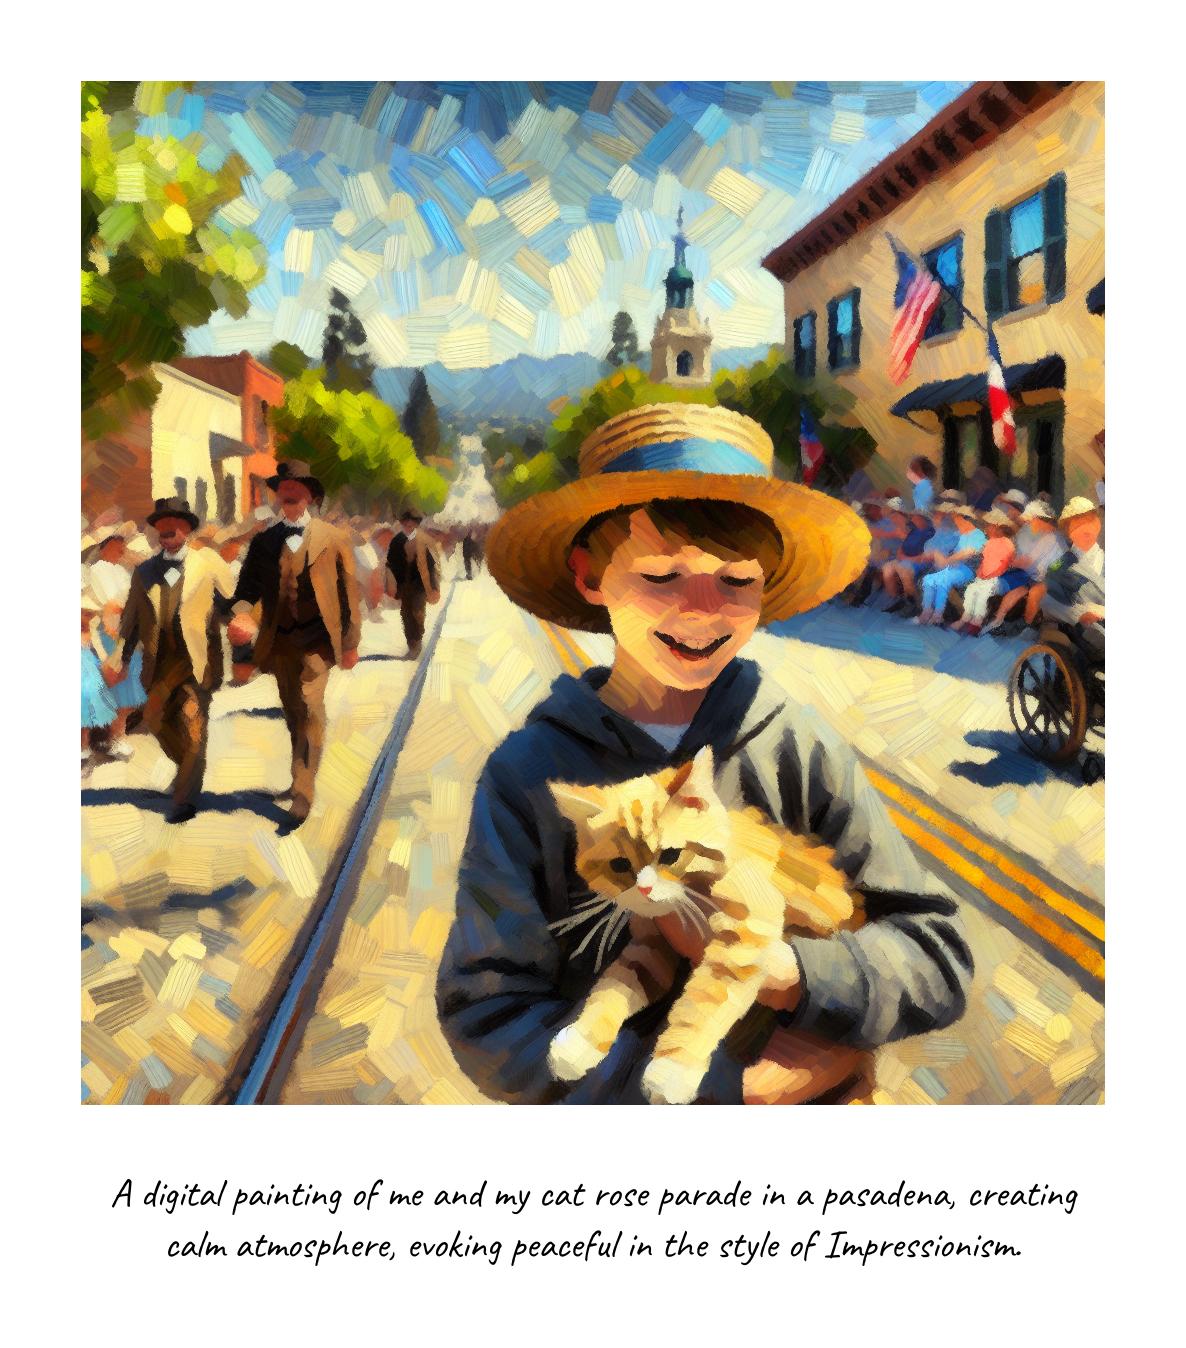 A digital painting of me and my cat rose parade in a pasadena, creating
calm atmosphere, evoking peaceful in the style of Impressionism.